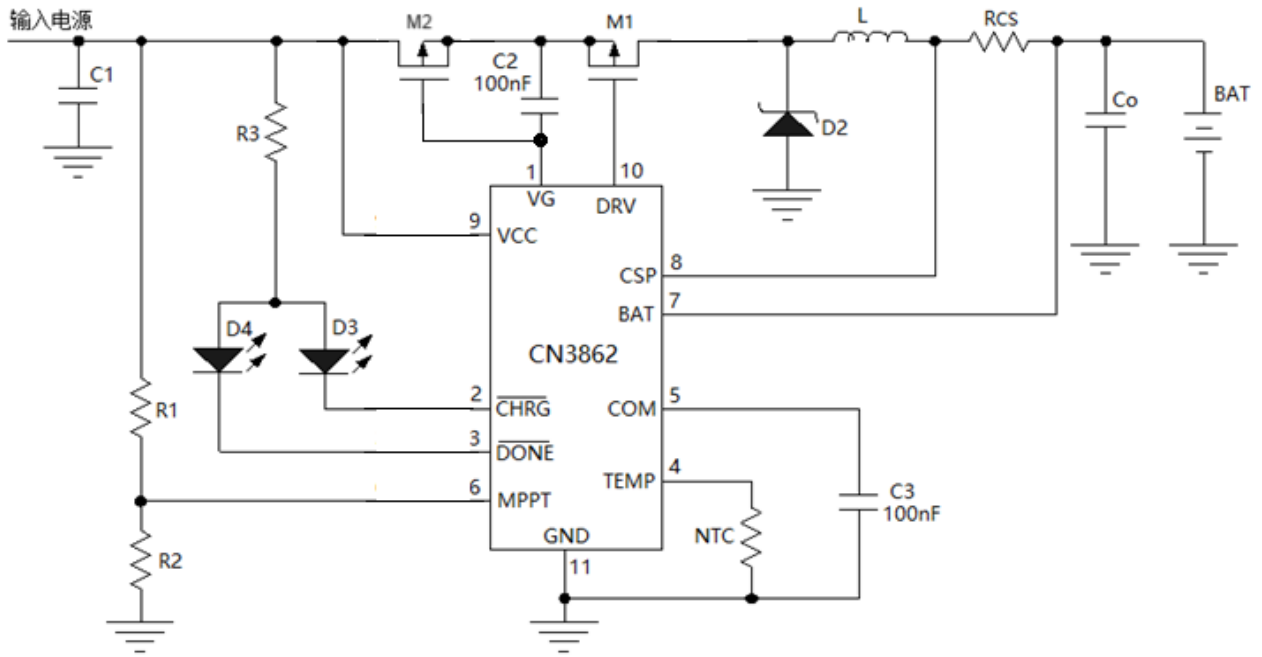 输入电源
M2
M1
L
RCS
C1
C2
100nF
R3
D2
Co
BAT
1
10
VG
DRV
9
VCC
CSP
8
BAT
7
D4
D3
CN3862
2
CHRG
COM
5
R1
3
DONE
TEMP
4
6
MPPT
C3
100nF
GND
NTC
R2
11